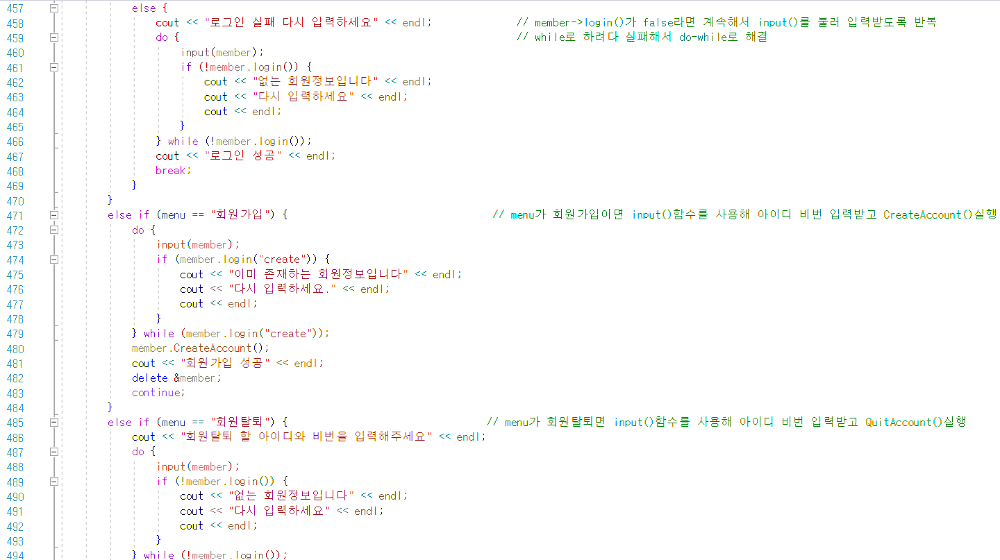 457 else {
458 cout << "로그인 실패 다시 입력하세요" << endl; // member->login()가 false라면 계속해서 input()를 불러 입력받도록 반복
459 do { // while로 하려다 실패해서 do-while로 해결
460 input(member);
461 if (!member.login()) {
462 cout << "없는 회원정보입니다" << endl;
463 cout << "다시 입력하세요" << endl;
464 cout << endl;
465 }
466 } while (!member.login());
467 cout << "로그인 성공" << endl;
468 break;
469 }
470 }
471 else if (menu == "회원가입") { // menu가 회원가입이면 input()함수를 사용해 아이디 비번 입력받고 CreateAccount()실행
472 do {
473 input(member);
474 if (member.login("create")) {
475 cout << "이미 존재하는 회원정보입니다" << endl;
476 cout << "다시 입력하세요." << endl;
477 cout << endl;
478 }
479 } while (member.login("create"));
480 member.CreateAccount();
481 cout << "회원가입 성공" << endl;
482 delete &member;
483 continue;
484 }
485 else if (menu == "회원탈퇴") { // menu가 회원탈퇴면 input()함수를 사용해 아이디 비번 입력받고 QuitAccount()실행
486 cout << "회원탈퇴 할 아이디와 비번을 입력해주세요" << endl;
487 do {
488 input(member);
489 if (!member.login()) {
490 cout << "없는 회원정보입니다" << endl;
491 cout << "다시 입력하세요" << endl;
492 cout << endl;
493 }
494 } while (!member.login());